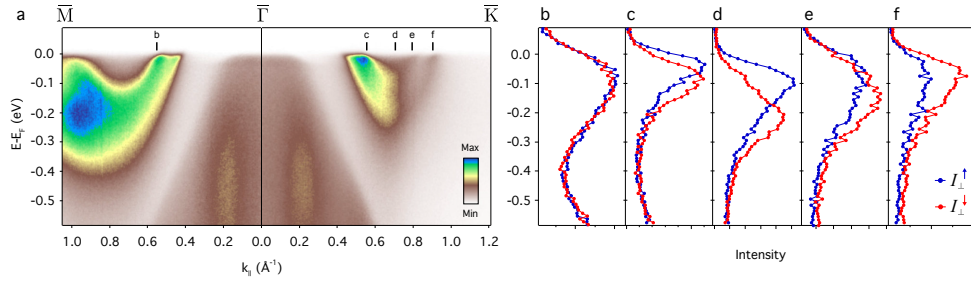 a
M̅ Γ̅ K̅
b c d e f
b c d e f
0.0
-0.1
-0.2
-0.3
-0.4
-0.5
E-E_F (eV)
Max
Min
1.0 0.8 0.6 0.4 0.2 0.0 0.2 0.4 0.6 0.8 1.0 1.2
k_|| (Å⁻¹)
0.0
-0.1
-0.2
-0.3
-0.4
-0.5
I_⊥^↑
I_⊥^↓
Intensity